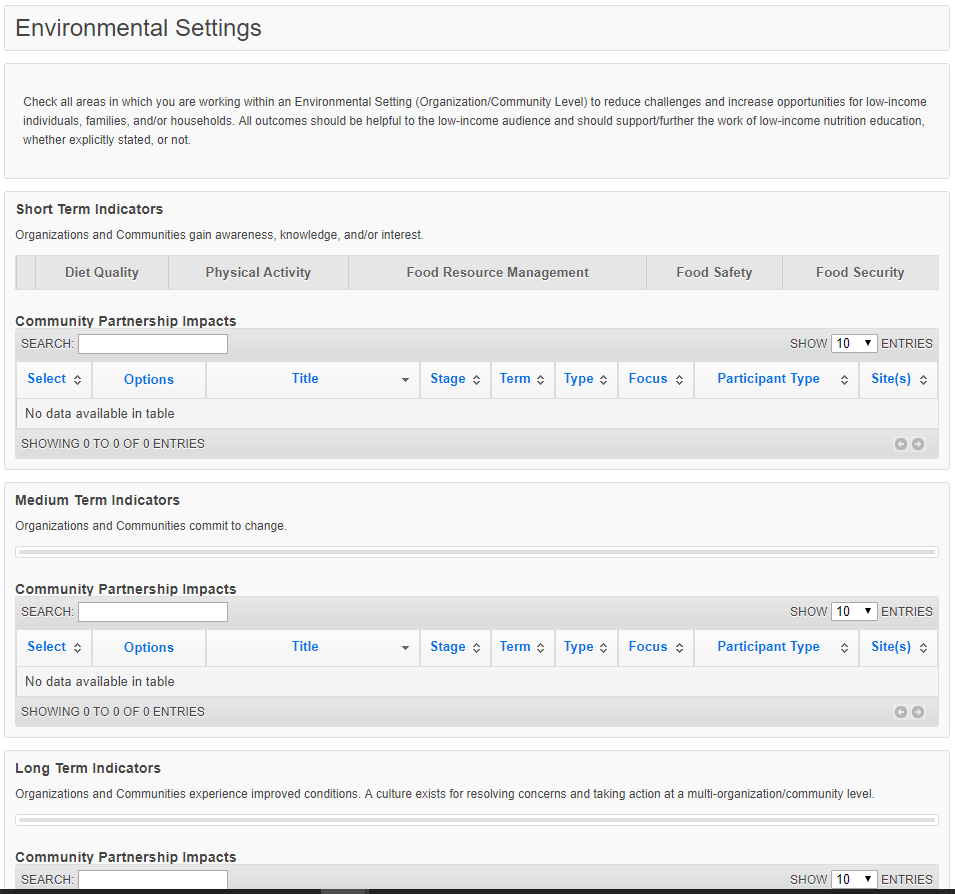 Environmental Settings
Check all areas in which you are working within an Environmental Setting (Organization/Community Level) to reduce challenges and increase opportunities for low-income
individuals, families, and/or households. All outcomes should be helpful to the low-income audience and should support/further the work of low-income nutrition education,
whether explicitly stated, or not.
Short Term Indicators
Organizations and Communities gain awareness, knowledge, and/or interest.
Diet Quality Physical Activity Food Resource Management Food Safety Food Security
Community Partnership Impacts
SEARCH: SHOW 10 ENTRIES
Select Options Title Stage Term Type Focus Participant Type Site(s)
No data available in table
SHOWING 0 TO 0 OF 0 ENTRIES
Medium Term Indicators
Organizations and Communities commit to change.
Community Partnership Impacts
SEARCH: SHOW 10 ENTRIES
Select Options Title Stage Term Type Focus Participant Type Site(s)
No data available in table
SHOWING 0 TO 0 OF 0 ENTRIES
Long Term Indicators
Organizations and Communities experience improved conditions. A culture exists for resolving concerns and taking action at a multi-organization/community level.
Community Partnership Impacts
SEARCH: SHOW 10 ENTRIES